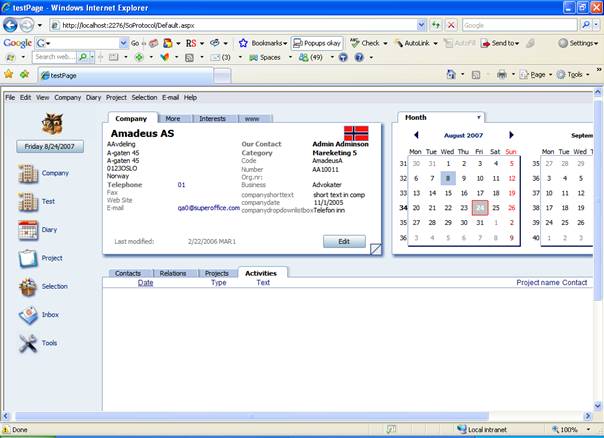 testPage - Windows Internet Explorer
http://localhost:2276/SoProtocol/Default.aspx
Google
Google
Go
RS
Bookmarks
Popups okay
Check
AutoLink
AutoFill
Send to
Settings
Search web...
(3)
Spaces
(49)
testPage
Page
Tools
File Edit View Company Diary Project Selection E-mail Help
Friday 8/24/2007
Company
Test
Diary
Project
Selection
Inbox
Tools
Company More Interests www
Amadeus AS
AAvdeling
A-gaten 45
A-gaten 45
0123OSLO
Norway
Telephone 01
Fax
Web Site
E-mail qa0@superoffice.com
Our Contact Admin Adminson
Category Mareketing 5
Code AmadeusA
Number AA10011
Org.nr:
Business Advokater
companyshorttext short text in comp
companydate 11/1/2005
companydropdownlistboxTelefon inn
Last modified: 2/22/2006 MAR1
Edit
Month
August 2007
Mon Tue Wed Thu Fri Sat Sun
31 30 31 1 2 3 4 5
32 6 7 8 9 10 11 12
33 13 14 15 16 17 18 19
34 20 21 22 23 24 25 26
35 27 28 29 30 31 1 2
36 3 4 5 6 7 8 9
Septem
Mon Tue Wed
35 27 28 29
36 3 4 5
37 10 11 12
38 17 18 19
39 24 25 26
40 1 2 3
Contacts Relations Projects Activities
Date Type Text Project name Contact
Done
Local intranet
100%